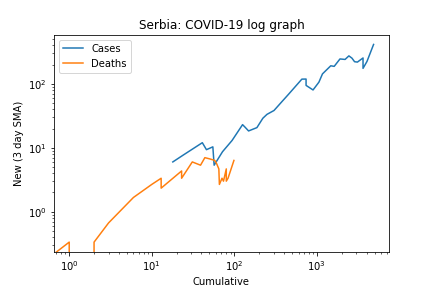 Serbia: COVID-19 log graph
Cases
Deaths
New (3 day SMA)
10²
10¹
10⁰
10⁰ 10¹ 10² 10³
Cumulative